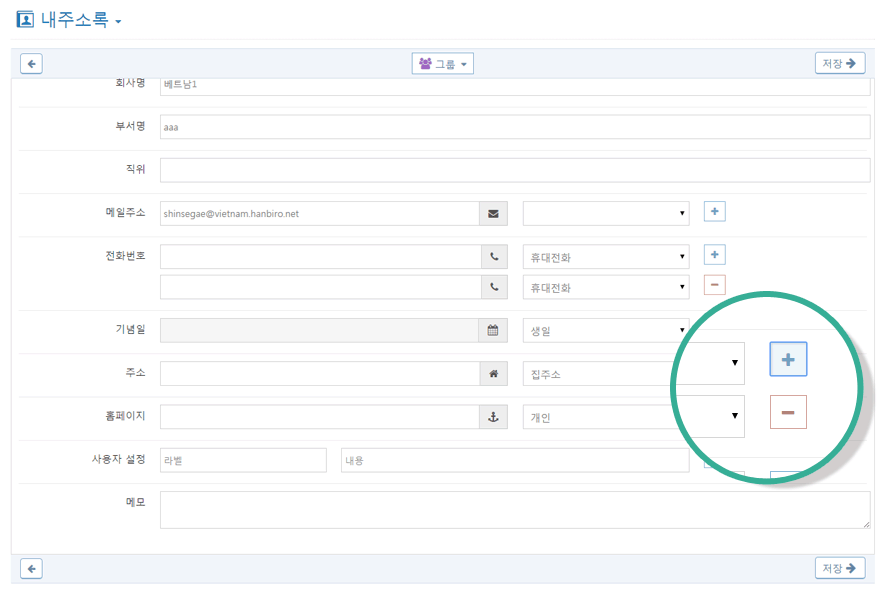 내주소록
그룹
저장
회사명 베트남1
부서명 aaa
직위
메일주소 shinsegae@vietnam.hanbiro.net
전화번호 휴대전화
휴대전화
기념일 생일
주소 집주소
홈페이지 개인
사용자 설정 라벨 내용
메모
저장